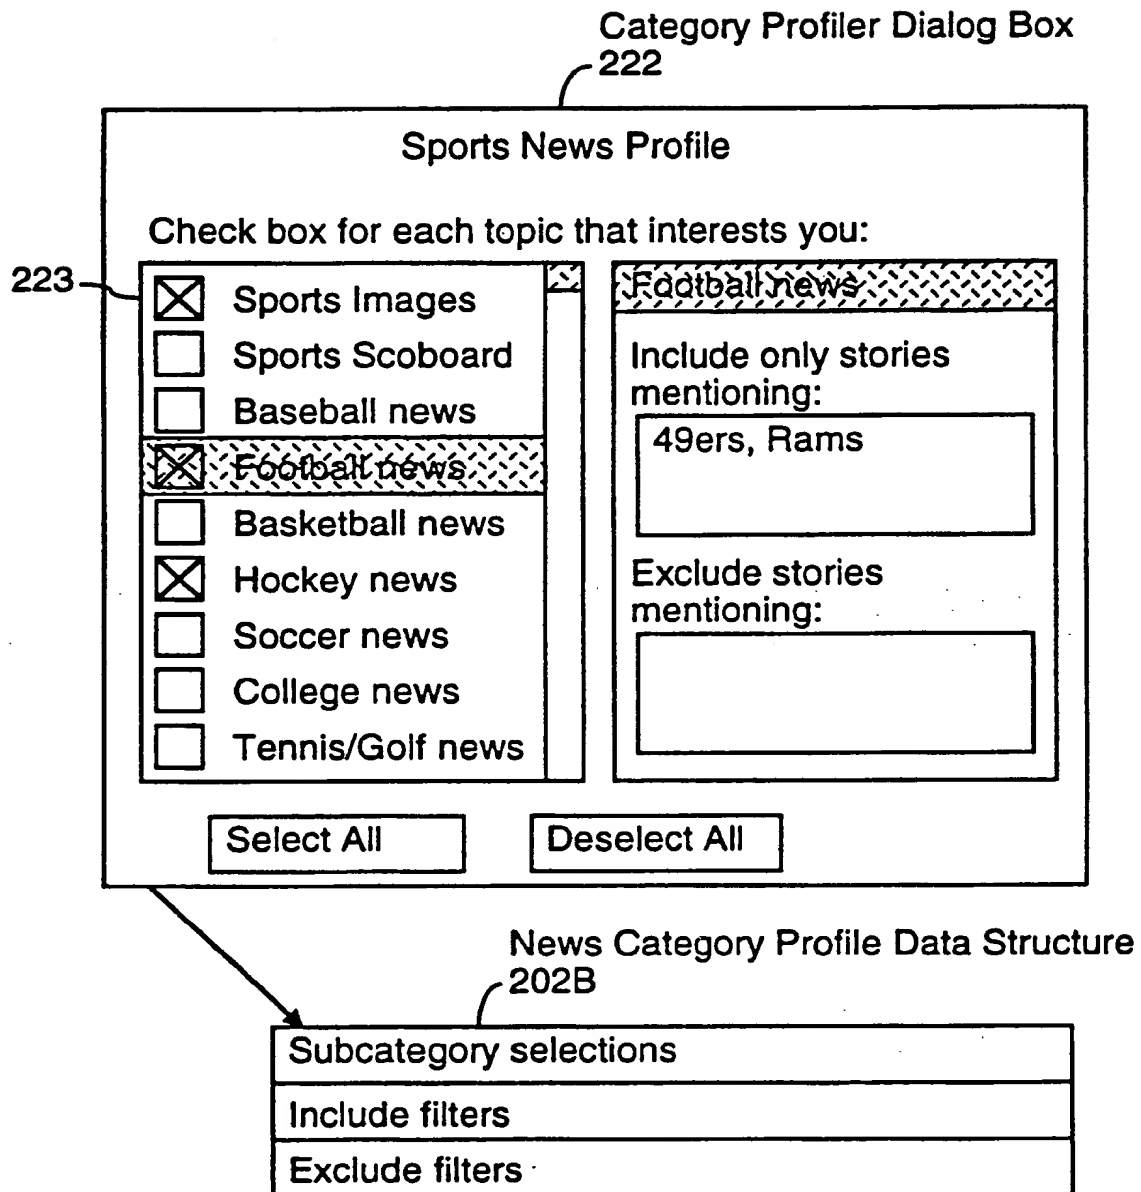 Category Profiler Dialog Box
222
Sports News Profile
Check box for each topic that interests you:
223
Sports Images
Sports Scoboard
Baseball news
Football news
Basketball news
Hockey news
Soccer news
College news
Tennis/Golf news
Football news
Include only stories
mentioning:
49ers, Rams
Exclude stories
mentioning:
Select All
Deselect All
News Category Profile Data Structure
202B
Subcategory selections
Include filters
Exclude filters